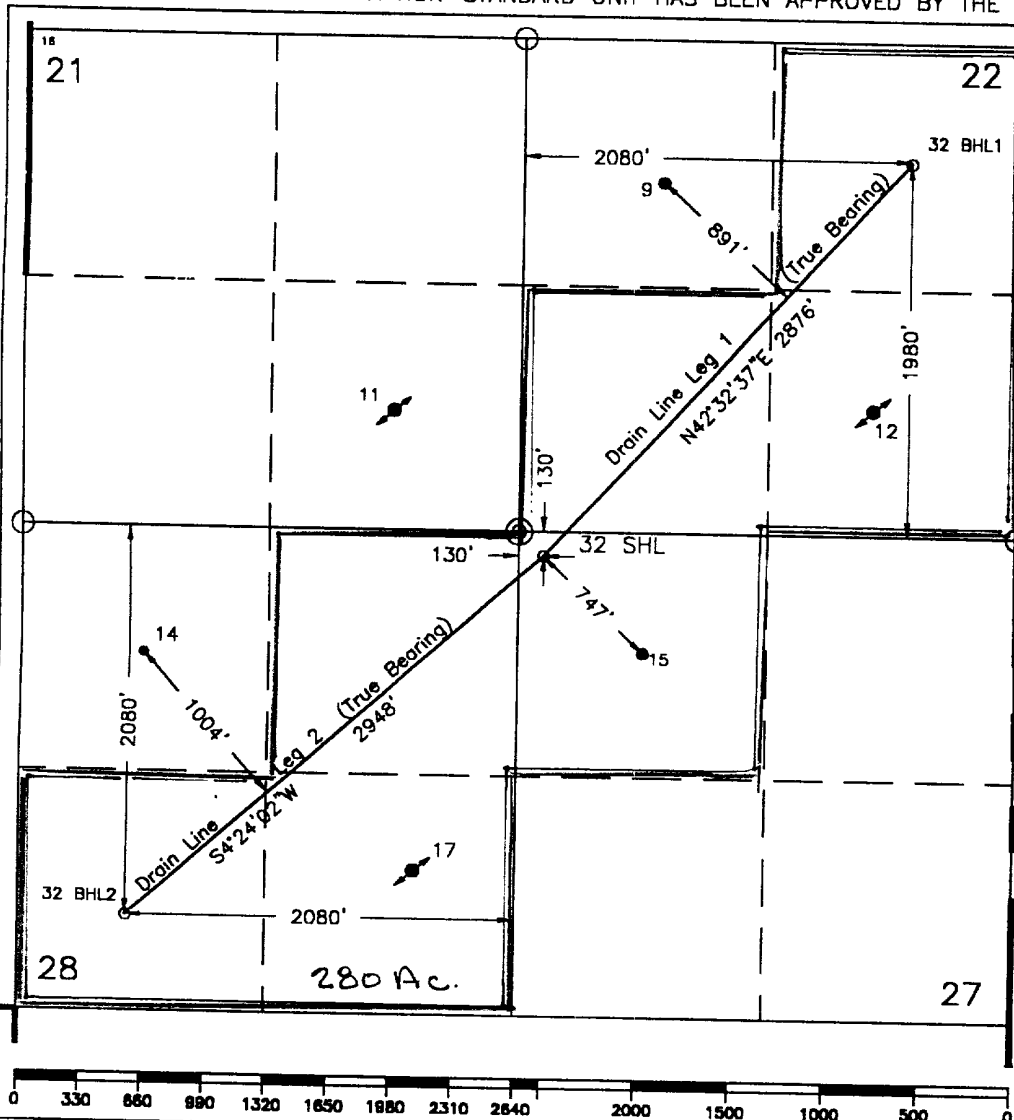 STANDARD UNIT HAS BEEN APPROVED BY THE
16
21
22
32 BHL1
2080'
9
891'
(True Bearing)
Drain Line Leg 1
N42°32'37"E 2876'
1980'
11
12
130'
130'
32 SHL
747'
15
14
1004'
2080'
Drain Line Leg 2 (True Bearing)
S4°24'02"W 2948'
17
32 BHL2
2080'
28
280 Ac.
27
0 330 660 990 1320 1650 1980 2310 2640 2000 1500 1000 500 0